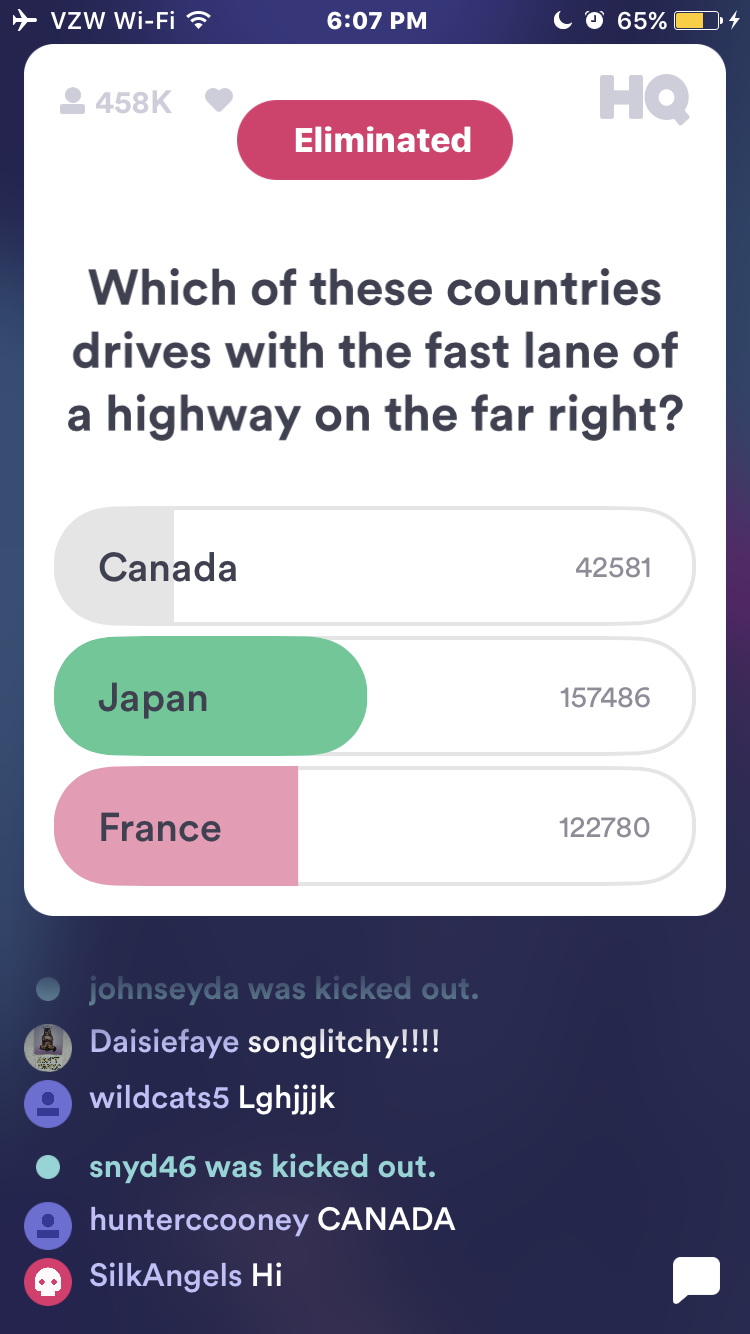 VZW Wi-Fi 6:07 PM 65%
458K HQ
Eliminated
Which of these countries
drives with the fast lane of
a highway on the far right?
Canada 42581
Japan 157486
France 122780
johnseyda was kicked out.
Daisiefaye songlitchy!!!!
wildcats5 Lghjjjk
snyd46 was kicked out.
hunterccooney CANADA
SilkAngels Hi